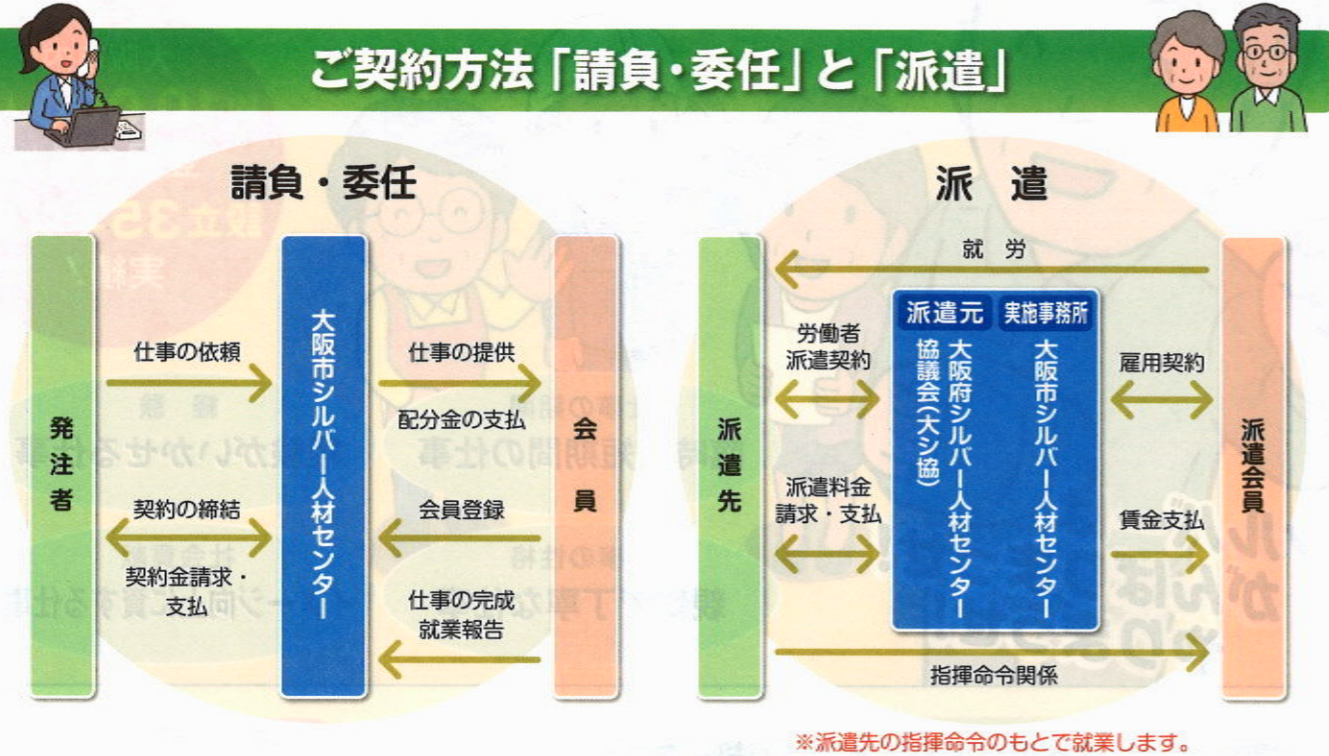 ご契約方法「請負・委任」と「派遣」
請負・委任
発注者
仕事の依頼
契約の締結
契約金請求・
支払
大阪市シルバー人材センター
仕事の提供
配分金の支払
会員登録
仕事の完成
就業報告
会員
派遣
派遣先
就労
労働者
派遣契約
派遣料金
請求・支払
派遣元
大阪府シルバー人材センター
協議会(大シ協)
実施事務所
大阪市シルバー人材センター
雇用契約
賃金支払
派遣会員
指揮命令関係
※派遣先の指揮命令のもとで就業します。